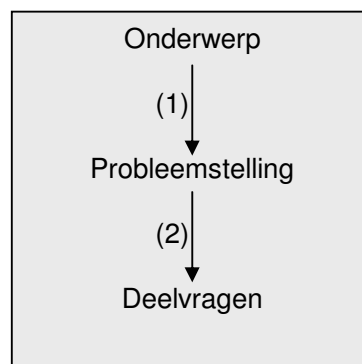 Onderwerp
(1)
Probleemstelling
(2)
Deelvragen